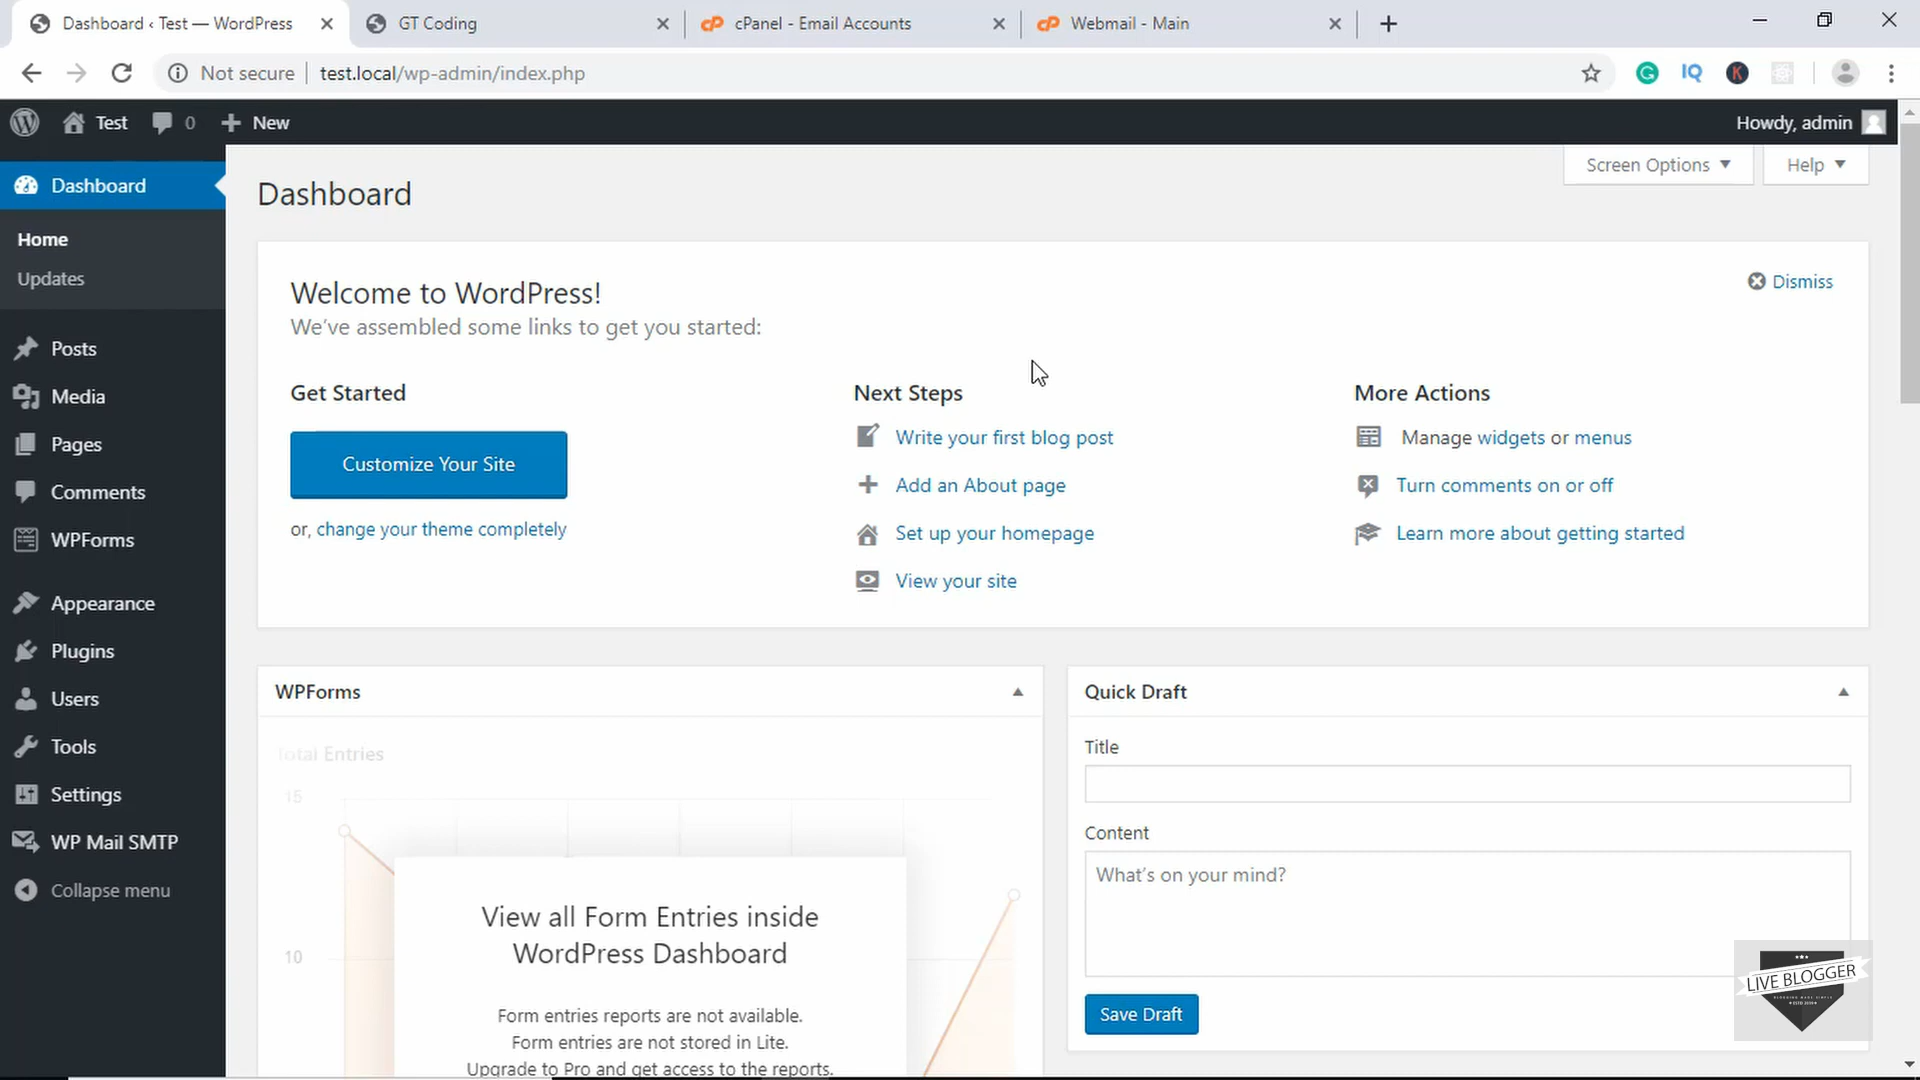 Dashboard ‹ Test — WordPress
GT Coding
cPanel - Email Accounts
Webmail - Main
Not secure
test.local/wp-admin/index.php
IQ
K
Test
0
New
Howdy, admin
Screen Options
Help
Dashboard
Home
Updates
Posts
Media
Pages
Comments
WPForms
Appearance
Plugins
Users
Tools
Settings
WP Mail SMTP
Collapse menu
Dashboard
Welcome to WordPress!
We've assembled some links to get you started:
Dismiss
Get Started
Customize Your Site
or, change your theme completely
Next Steps
Write your first blog post
Add an About page
Set up your homepage
View your site
More Actions
Manage widgets or menus
Turn comments on or off
Learn more about getting started
WPForms
Total Entries
15
10
View all Form Entries inside
WordPress Dashboard
Form entries reports are not available.
Form entries are not stored in Lite.
Upgrade to Pro and get access to the reports.
Quick Draft
Title
Content
What's on your mind?
Save Draft
LIVE BLOGGER